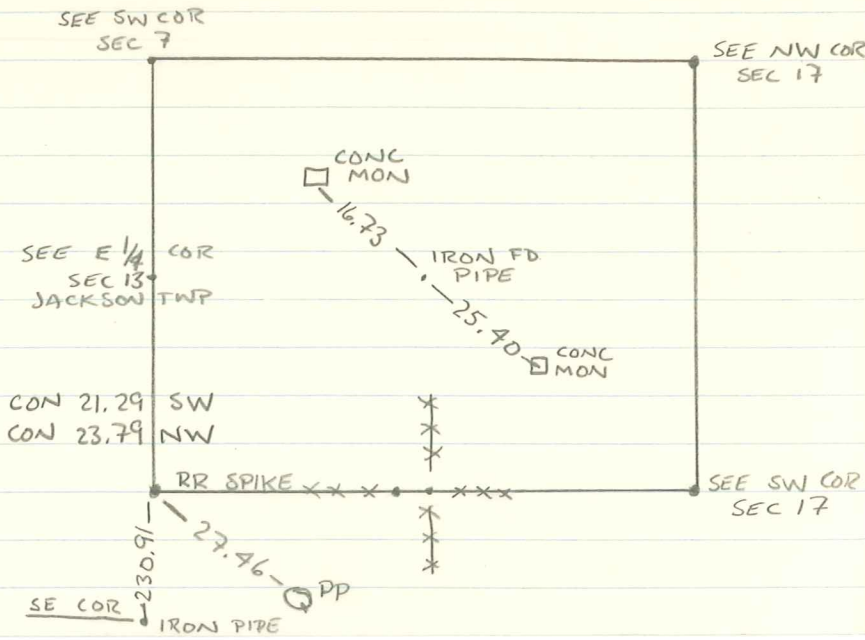 SEE SW COR
SEC 7
SEE NW COR
SEC 17
CONC
MON
16.73
SEE E 1/4 COR
SEC 13
JACKSON TWP
IRON FD
PIPE
25.40
CONC
MON
CON 21.29 SW
CON 23.79 NW
RR SPIKE
SEE SW COR
SEC 17
230.91
27.46
PP
SE COR
IRON PIPE